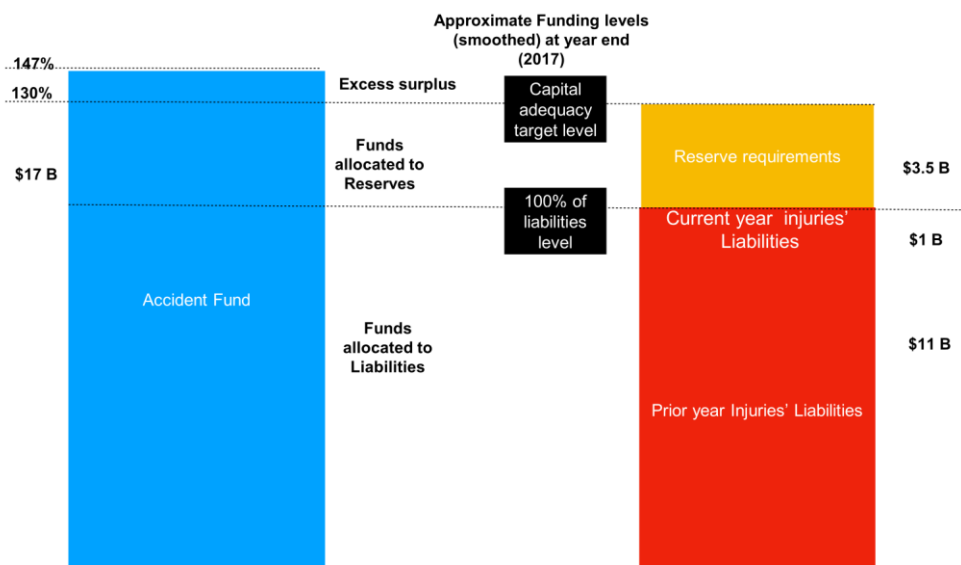 Approximate Funding levels
(smoothed) at year end
(2017)
147%
130%
Excess surplus
Capital
adequacy
target level
Funds
allocated to
Reserves
Reserve requirements
$17 B
$3.5 B
100% of
liabilities
level
Current year injuries’
Liabilities
$1 B
Accident Fund
Funds
allocated to
Liabilities
$11 B
Prior year Injuries’ Liabilities